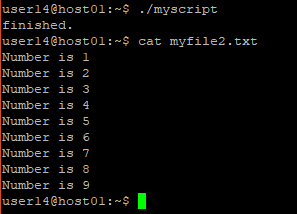 user14@host01:~$ ./myscript
finished.
user14@host01:~$ cat myfile2.txt
Number is 1
Number is 2
Number is 3
Number is 4
Number is 5
Number is 6
Number is 7
Number is 8
Number is 9
user14@host01:~$